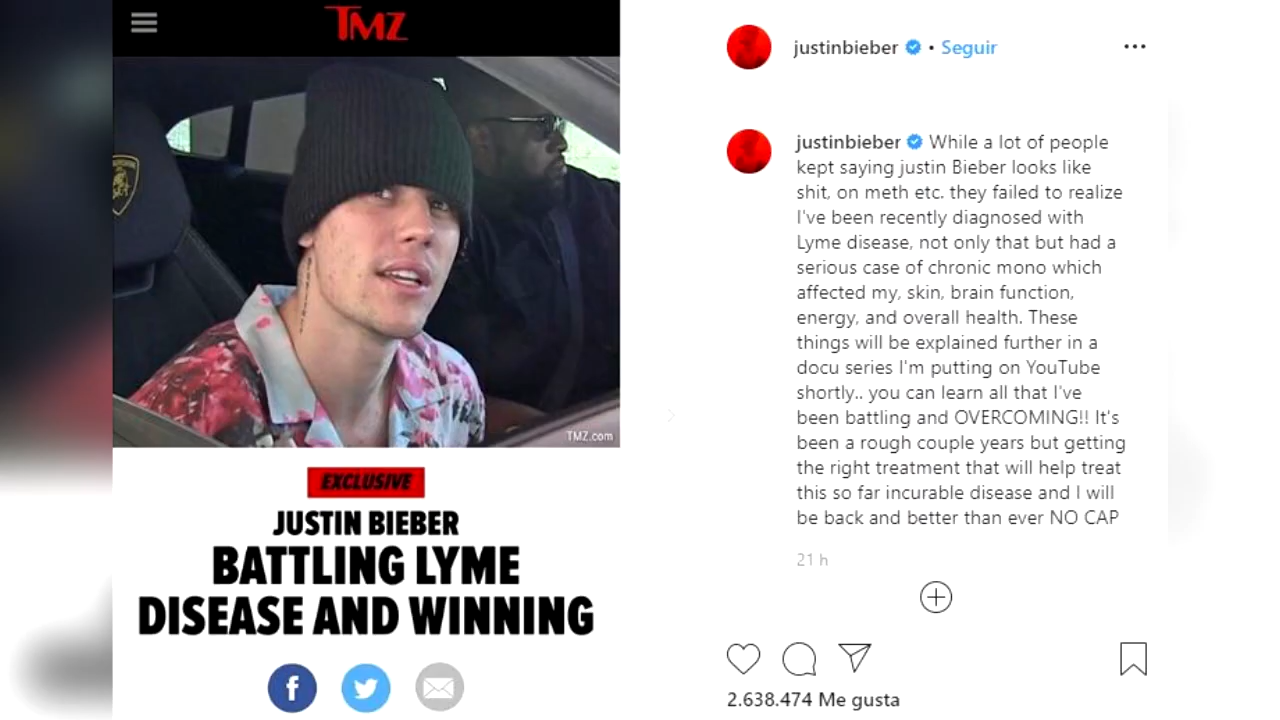 TMZ
TMZ.com
EXCLUSIVE
JUSTIN BIEBER
BATTLING LYME
DISEASE AND WINNING
f
justinbieber • Seguir
justinbieber While a lot of people
kept saying justin Bieber looks like
shit, on meth etc. they failed to realize
I've been recently diagnosed with
Lyme disease, not only that but had a
serious case of chronic mono which
affected my, skin, brain function,
energy, and overall health. These
things will be explained further in a
docu series I'm putting on YouTube
shortly.. you can learn all that I've
been battling and OVERCOMING!! It's
been a rough couple years but getting
the right treatment that will help treat
this so far incurable disease and I will
be back and better than ever NO CAP
21 h
2.638.474 Me gusta